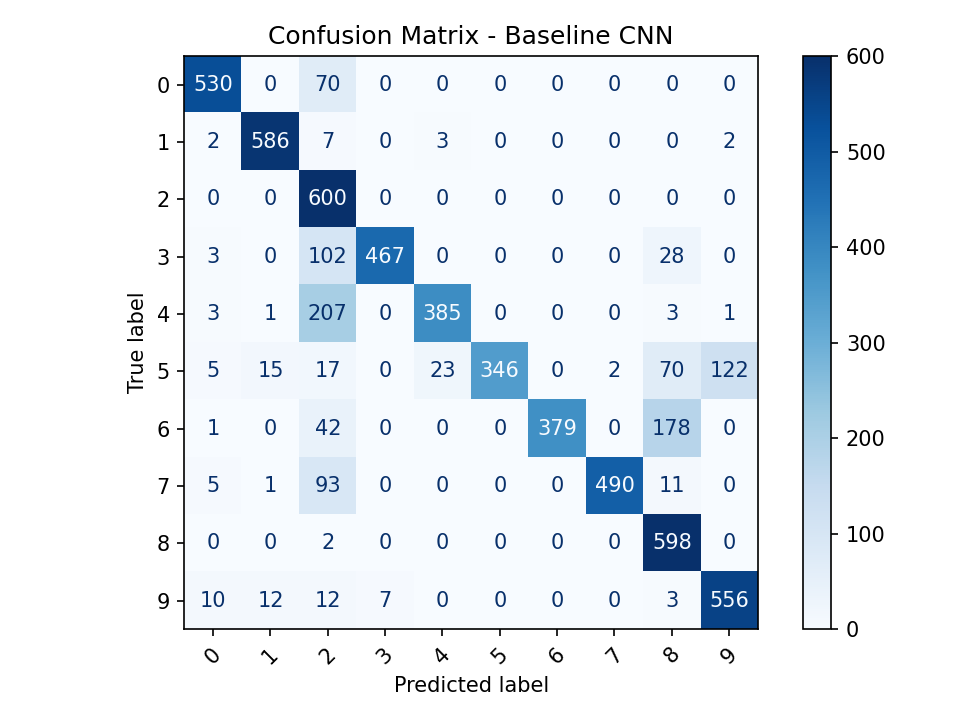 Confusion Matrix - Baseline CNN
0 530 0 70 0 0 0 0 0 0 0
1 2 586 7 0 3 0 0 0 0 2
2 0 0 600 0 0 0 0 0 0 0
3 3 0 102 467 0 0 0 0 28 0
4 3 1 207 0 385 0 0 0 3 1
5 5 15 17 0 23 346 0 2 70 122
6 1 0 42 0 0 0 379 0 178 0
7 5 1 93 0 0 0 0 490 11 0
8 0 0 2 0 0 0 0 0 598 0
9 10 12 12 7 0 0 0 0 3 556
0 1 2 3 4 5 6 7 8 9
Predicted label
True label
600
500
400
300
200
100
0